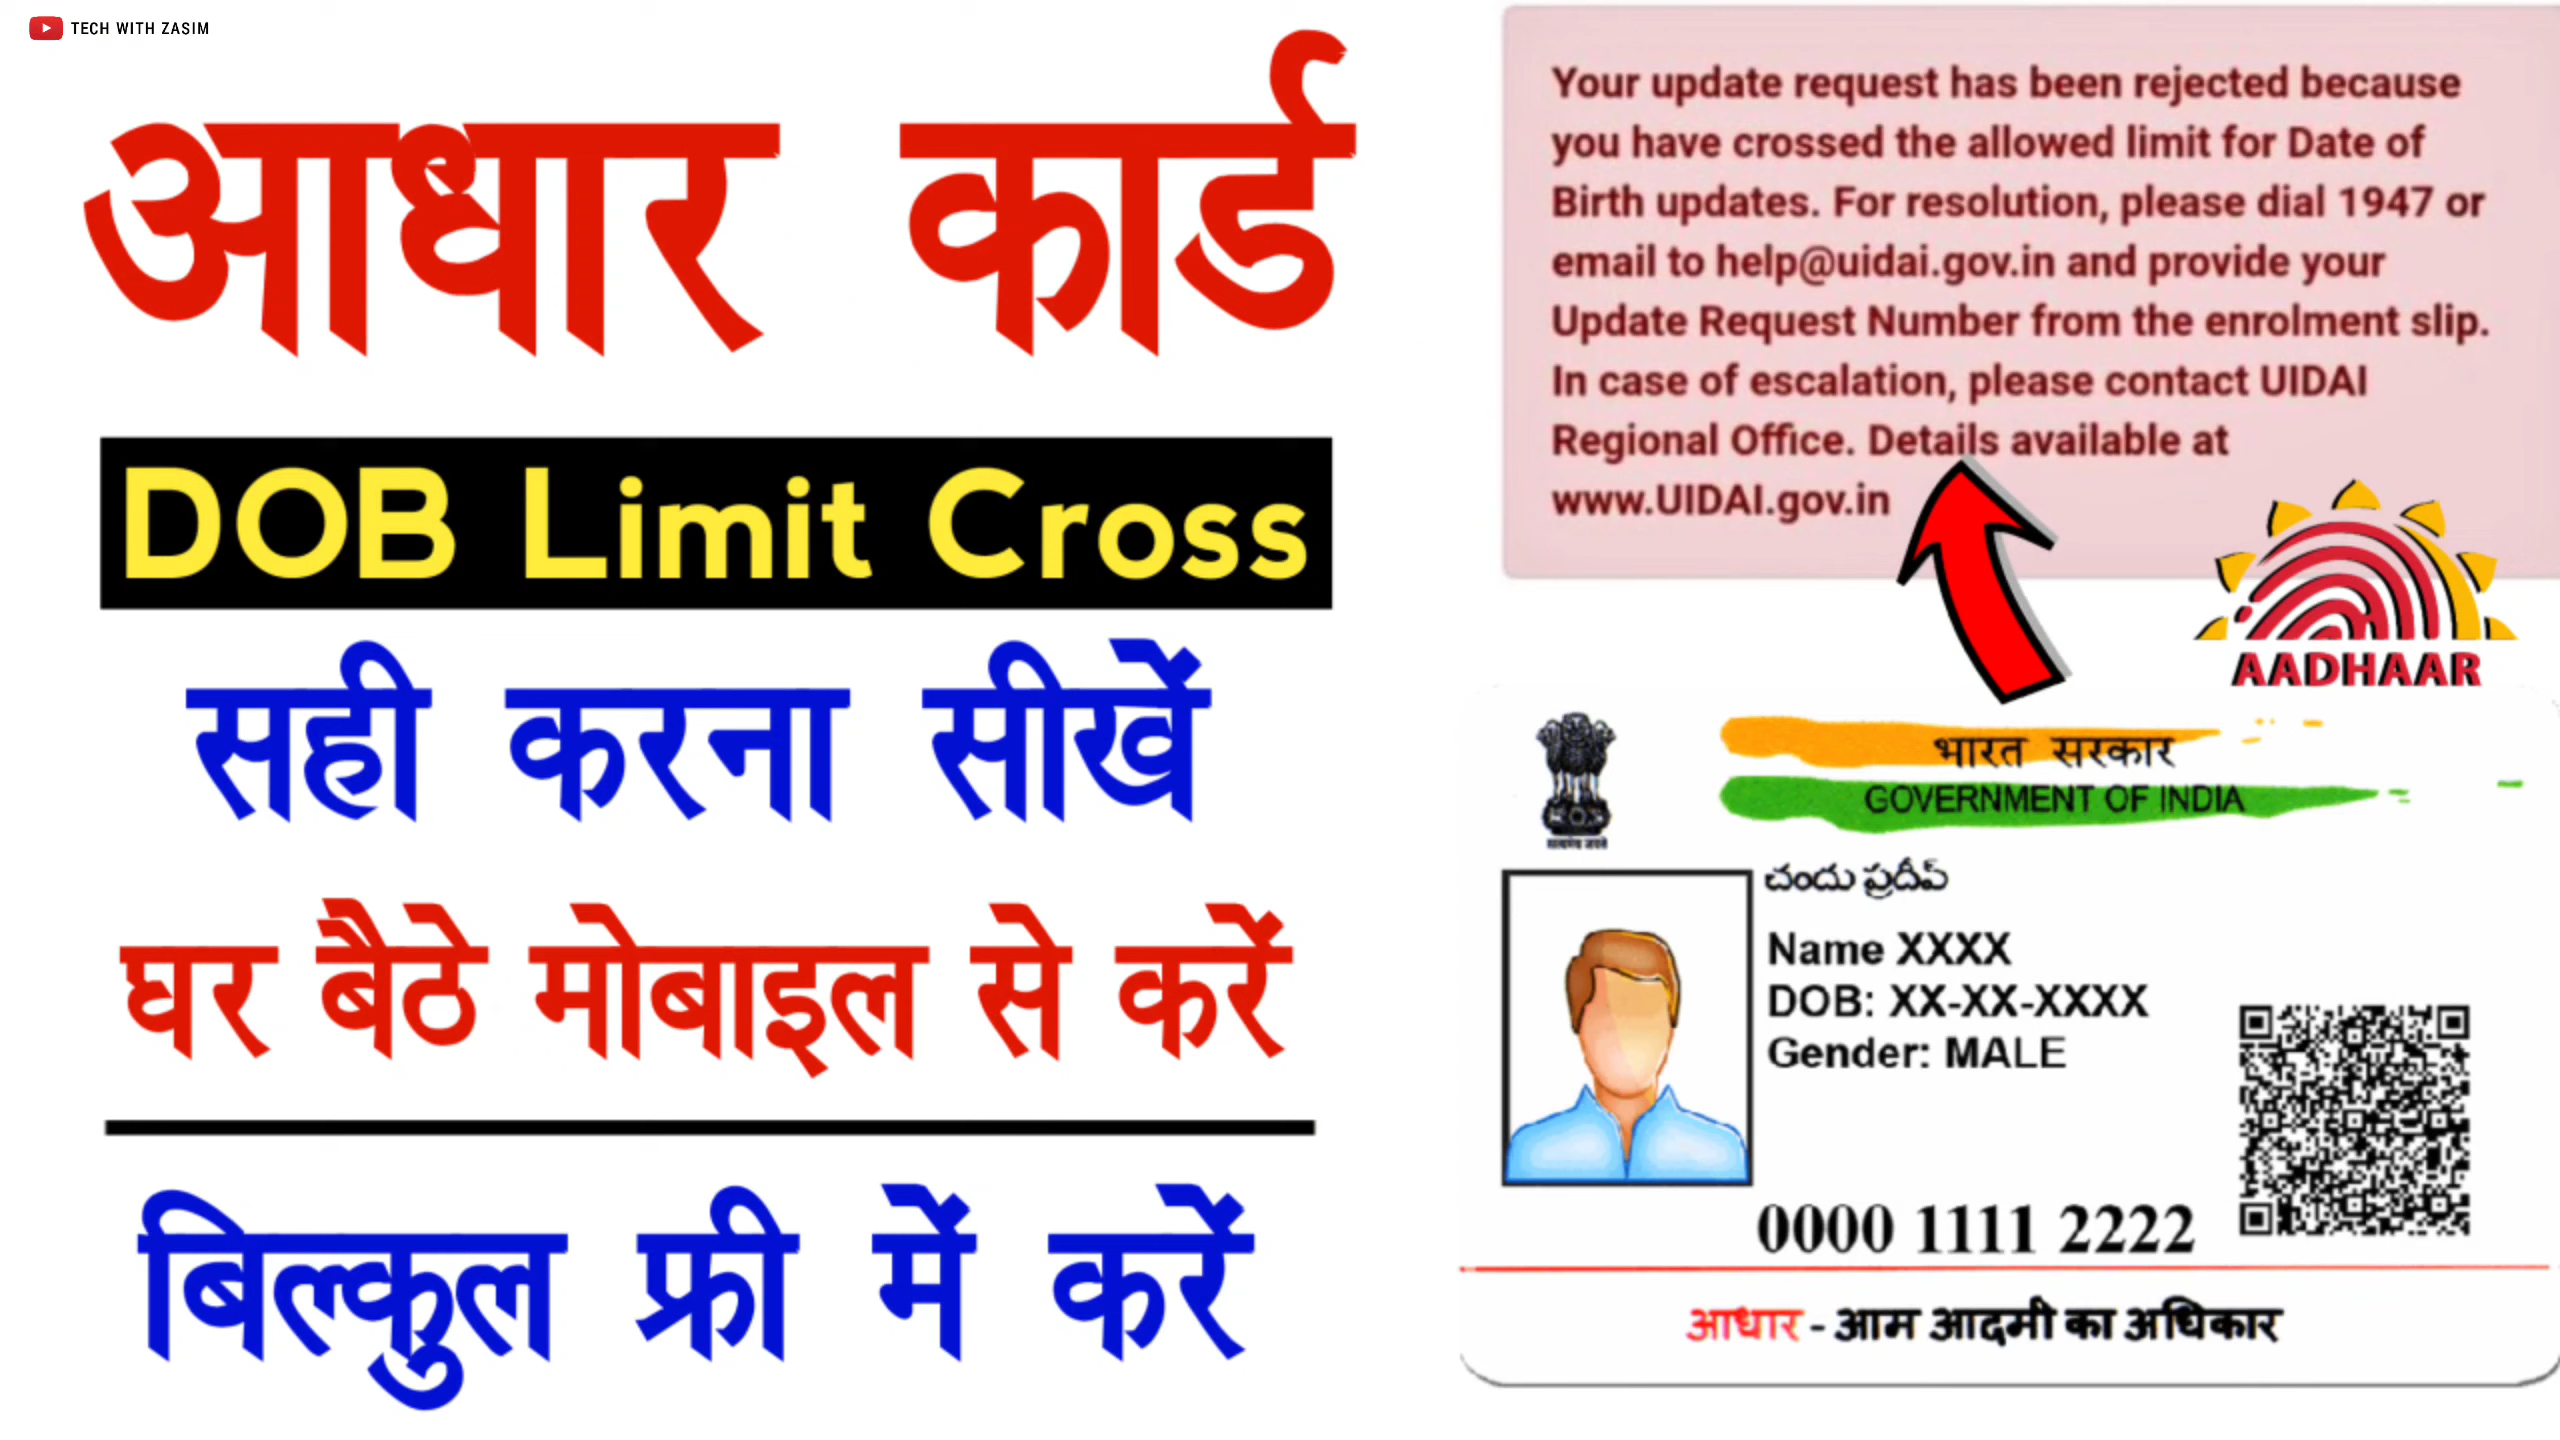 TECH WITH ZASIM
आधार कार्ड
DOB Limit Cross
सही करना सीखें
घर बैठे मोबाइल से करें
बिल्कुल फ्री में करें
Your update request has been rejected because
you have crossed the allowed limit for Date of
Birth updates. For resolution, please dial 1947 or
email to help@uidai.gov.in and provide your
Update Request Number from the enrolment slip.
In case of escalation, please contact UIDAI
Regional Office. Details available at
www.UIDAI.gov.in
AADHAAR
भारत सरकार
GOVERNMENT OF INDIA
सत्यमेव जयते
చందు ప్రదీప్
Name XXXX
DOB: XX-XX-XXXX
Gender: MALE
0000 1111 2222
आधार - आम आदमी का अधिकार